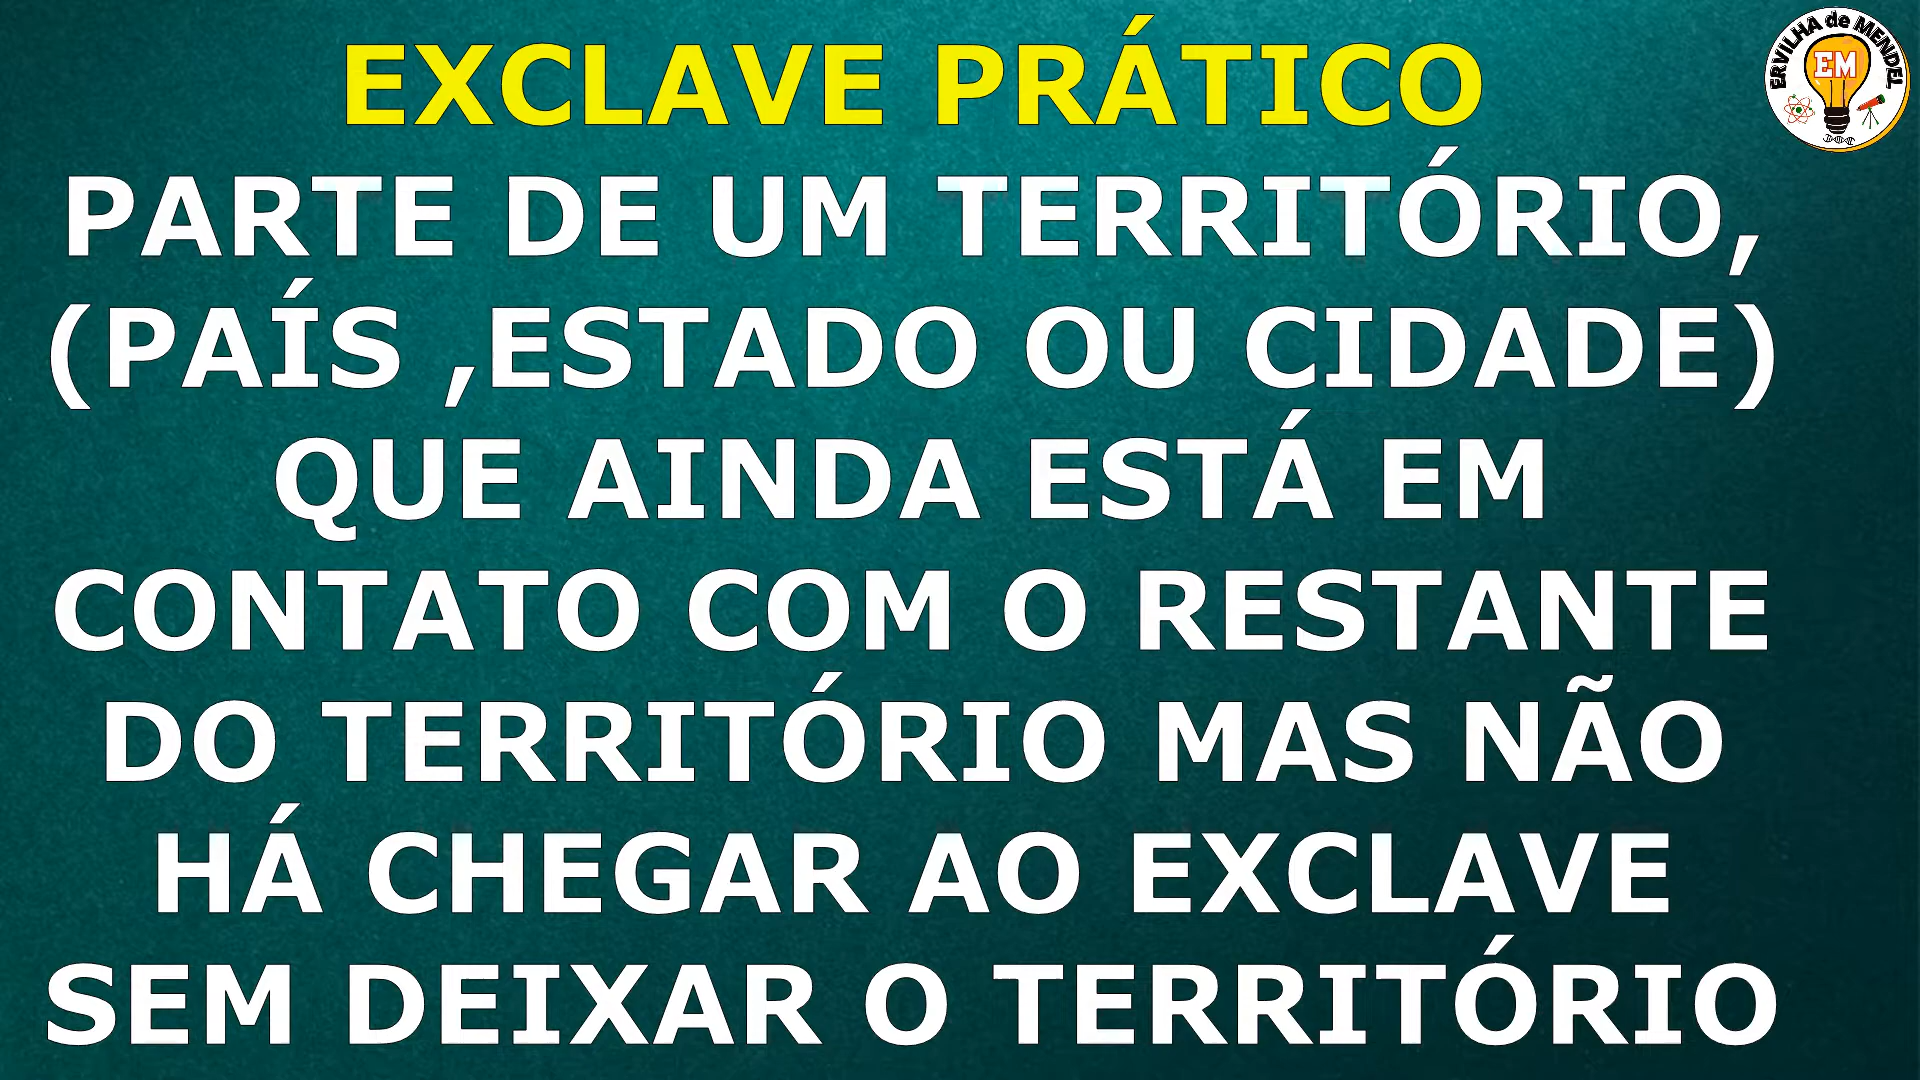 EXCLAVE PRÁTICO
PARTE DE UM TERRITÓRIO,
(PAÍS ,ESTADO OU CIDADE)
QUE AINDA ESTÁ EM
CONTATO COM O RESTANTE
DO TERRITÓRIO MAS NÃO
HÁ CHEGAR AO EXCLAVE
SEM DEIXAR O TERRITÓRIO
ERVILHA de MENDEL
EM